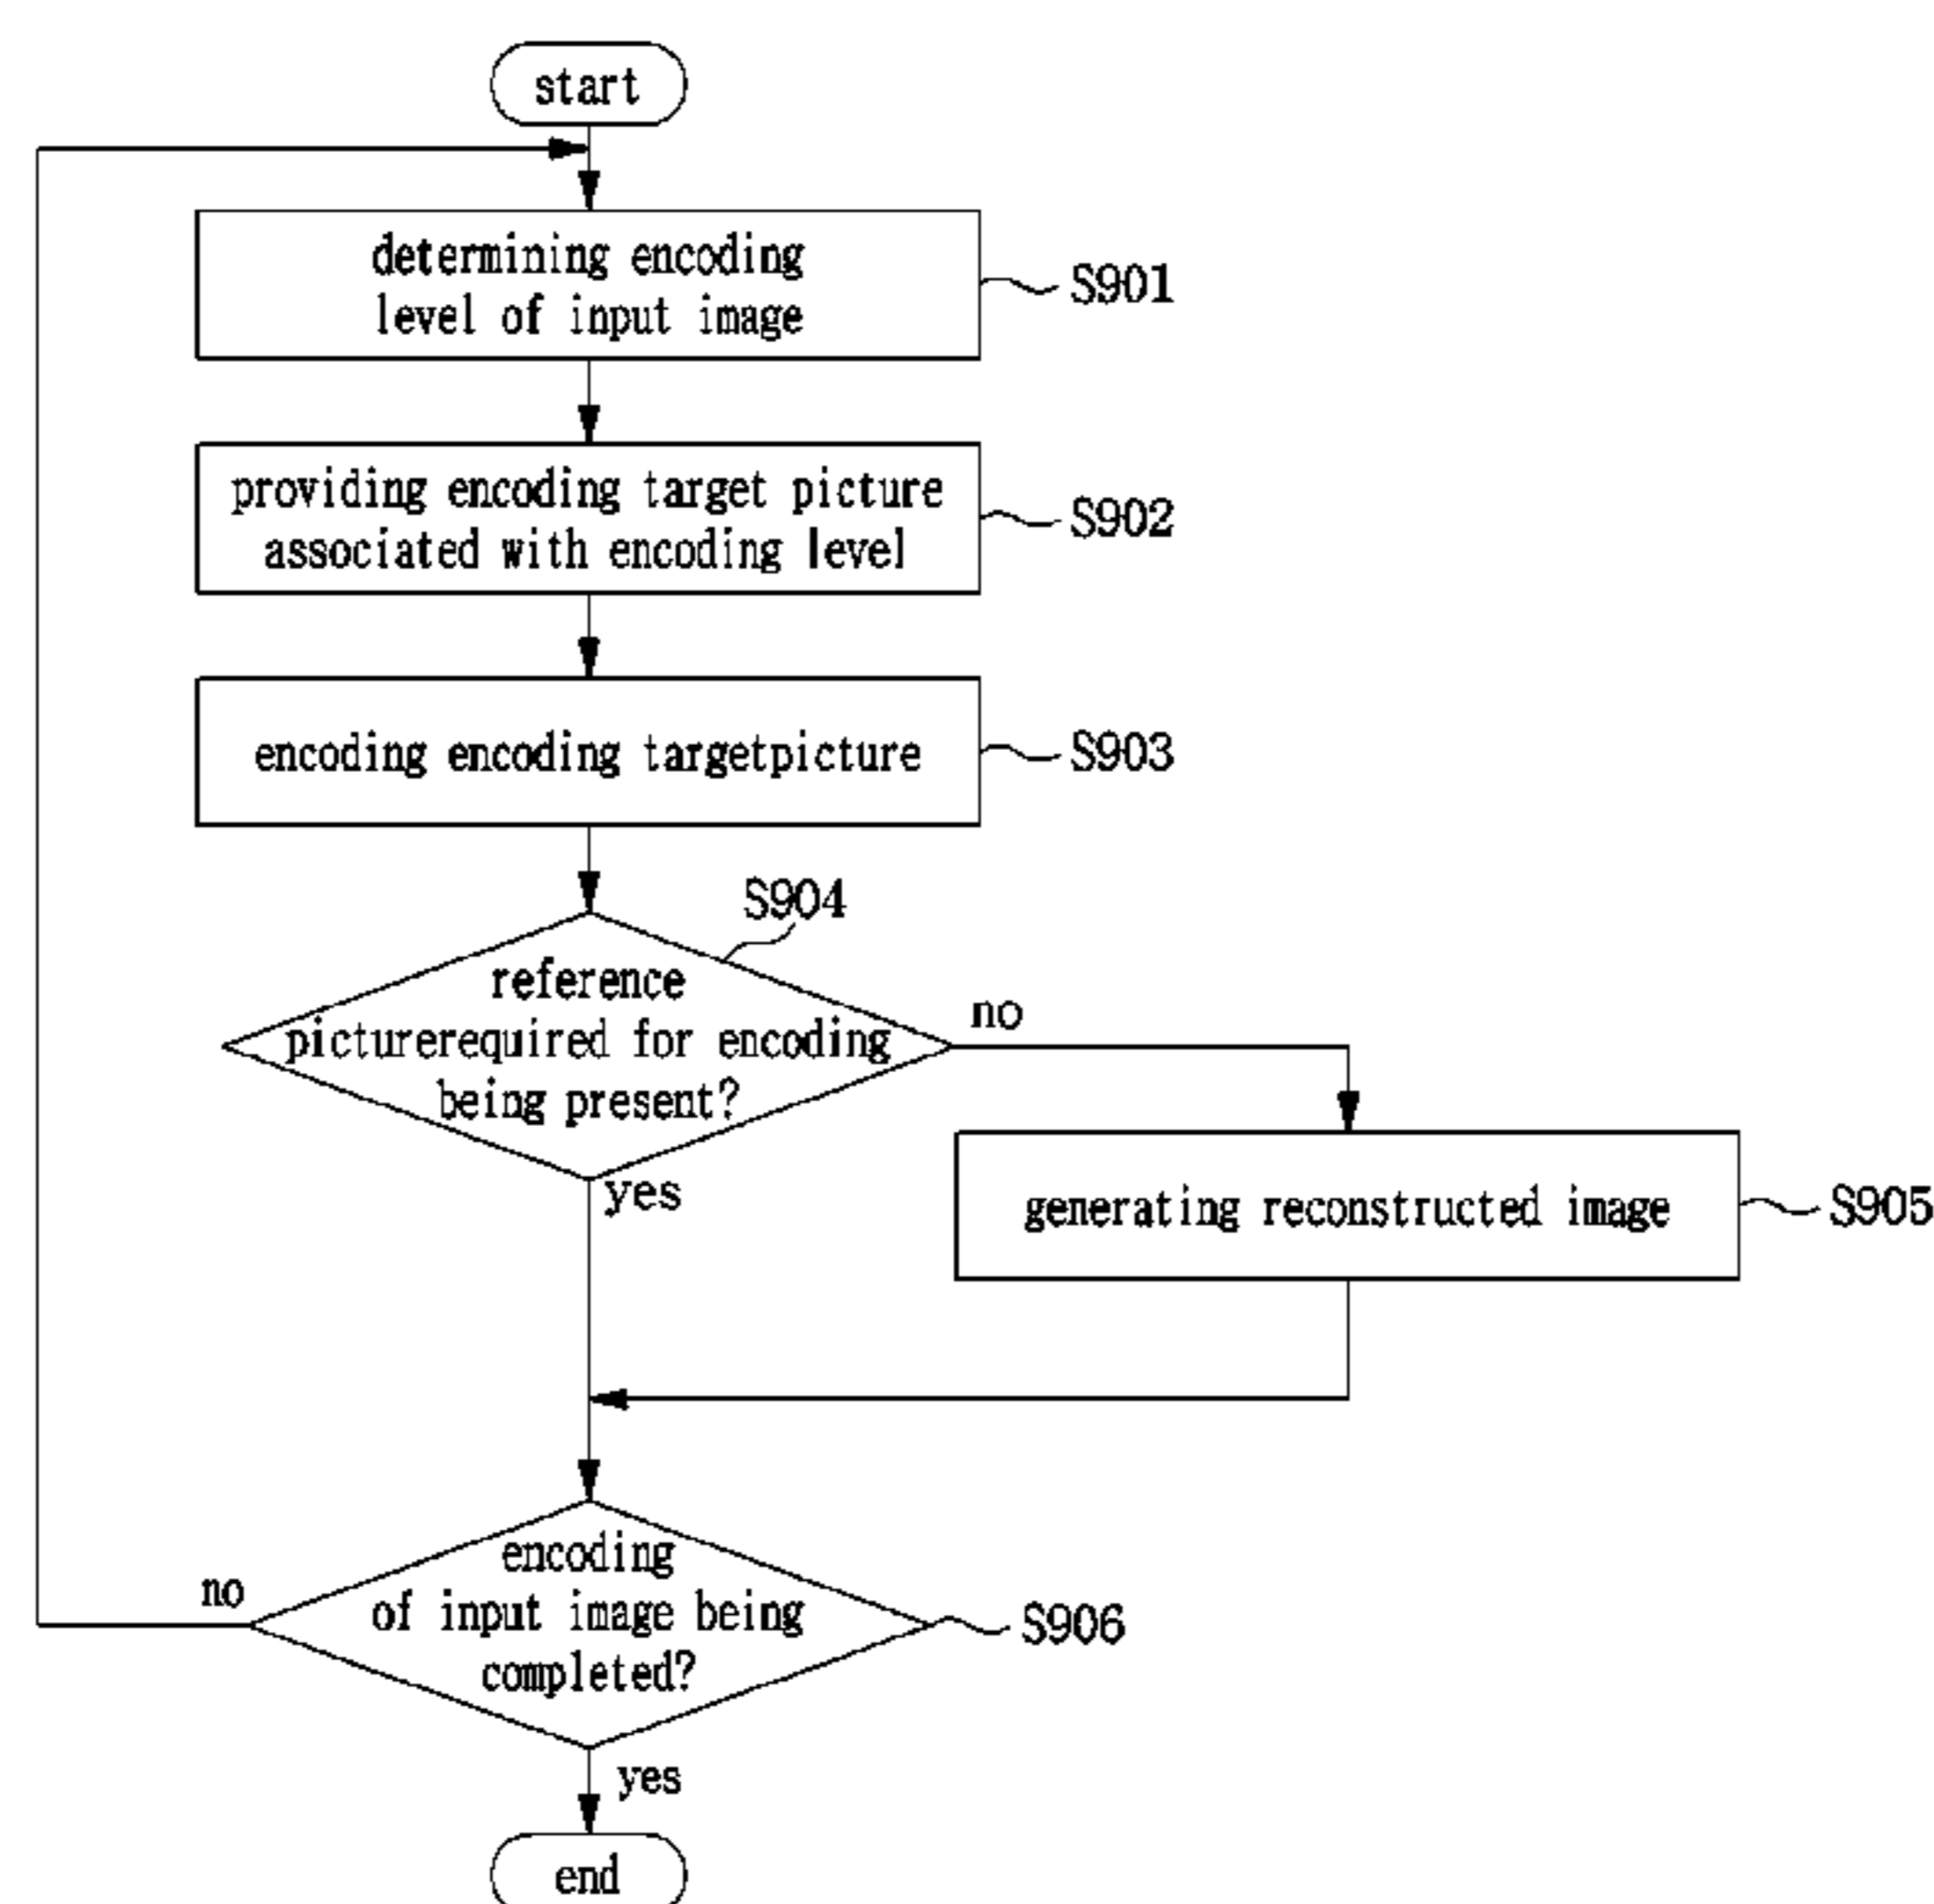 start
determining encoding
level of input image
S901
providing encoding target picture
associated with encoding level
S902
encoding encoding targetpicture
S903
S904
reference
picturerequired for encoding
being present?
no
yes
generating reconstructed image
S905
encoding
of input image being
completed?
no
S906
yes
end